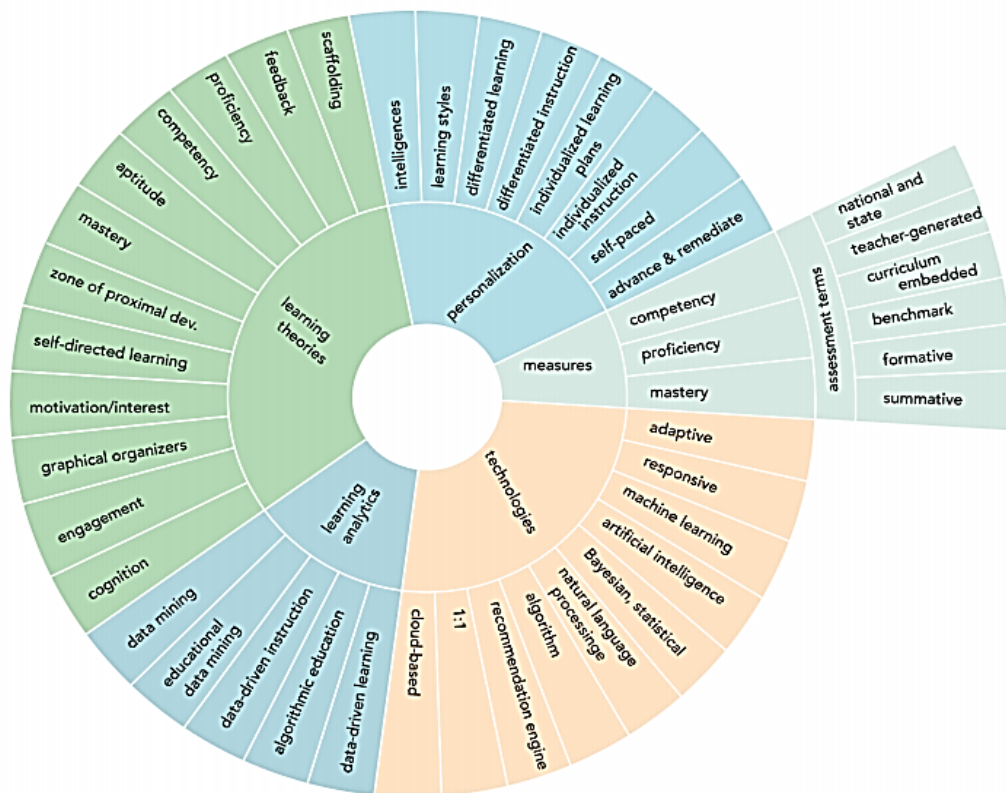 learning
theories
scaffolding
feedback
proficiency
competency
aptitude
mastery
zone of proximal dev.
self-directed learning
motivation/interest
graphical organizers
engagement
cognition
personalization
intelligences
learning styles
differentiated learning
differentiated instruction
individualized learning
plans
individualized
instruction
self-paced
advance & remediate
measures
competency
proficiency
mastery
assessment terms
national and
state
teacher-generated
curriculum
embedded
benchmark
formative
summative
technologies
adaptive
responsive
machine learning
artificial intelligence
Bayesian, statistical
natural language
processinge
algorithm
recommendation engine
1:1
cloud-based
learning
analytics
data mining
educational
data mining
data-driven instruction
algorithmic education
data-driven learning